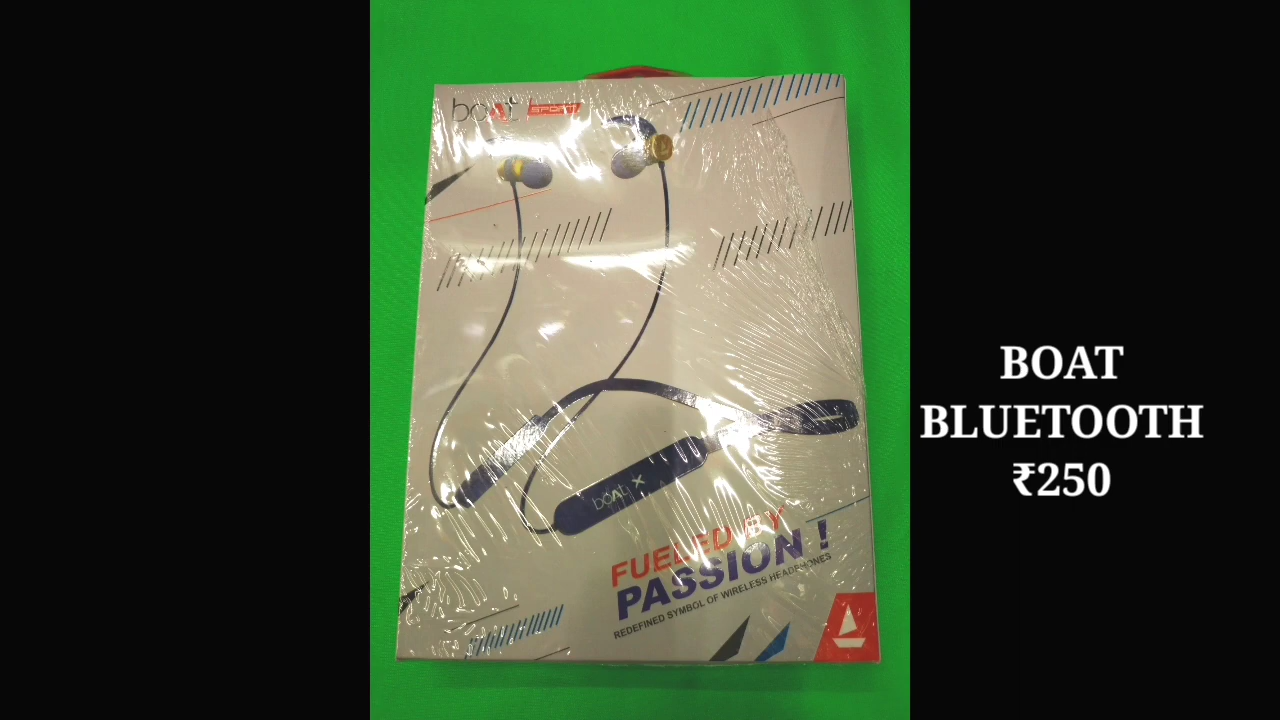 boat SPORT
boat X
FUELED BY
PASSION !
REDEFINED SYMBOL OF WIRELESS HEADPHONES
BOAT
BLUETOOTH
₹250